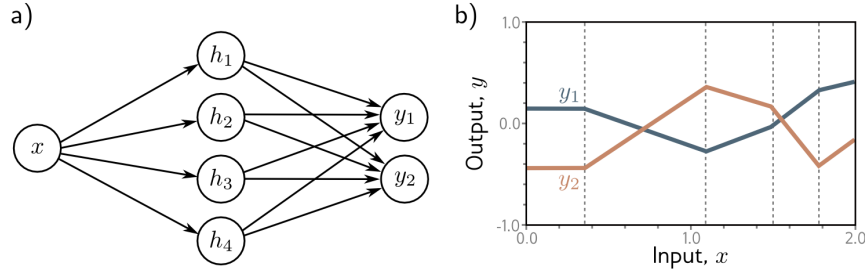 a)
x
h₁
h₂
h₃
h₄
y₁
y₂
b)
Output, y
1.0
0.0
-1.0
y₁
y₂
0.0
1.0
2.0
Input, x